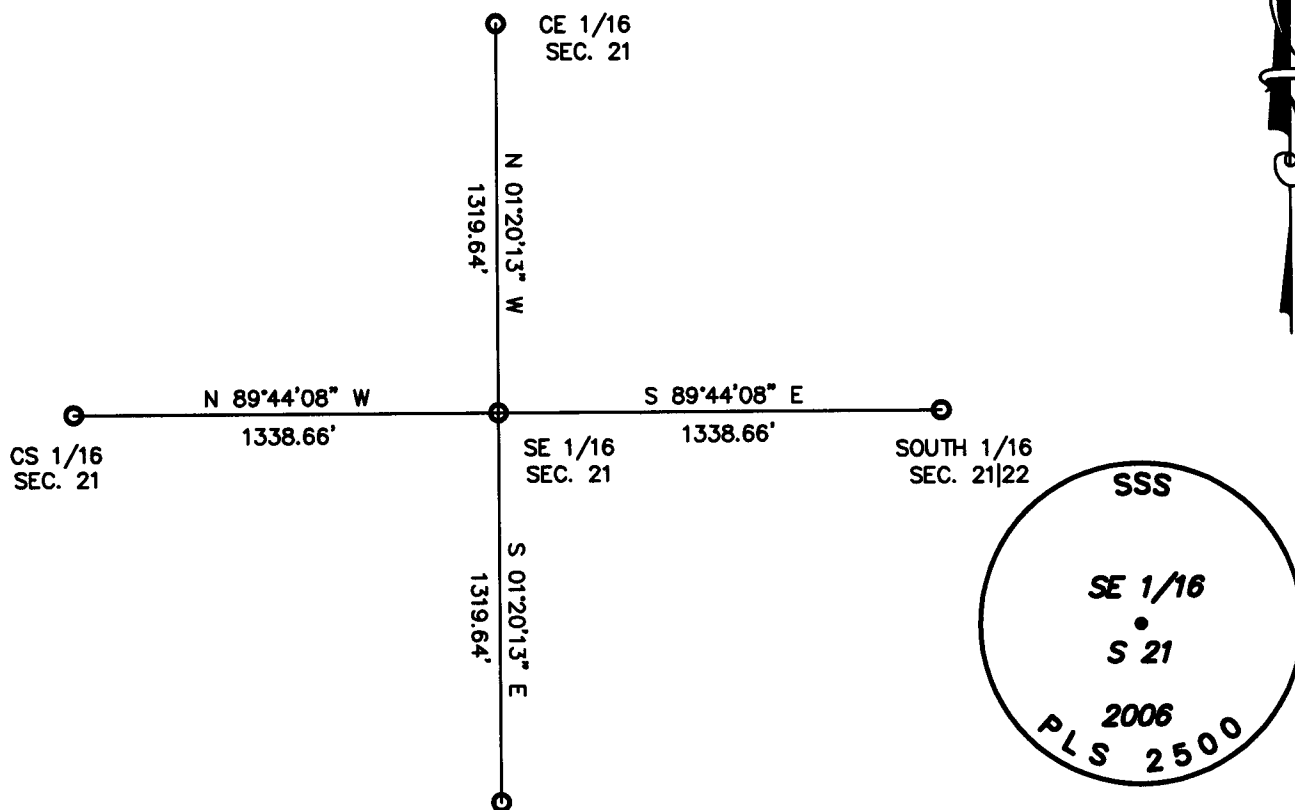 CE 1/16
SEC. 21
N 01°20'13" W
1319.64'
N 89°44'08" W
1338.66'
S 89°44'08" E
1338.66'
CS 1/16
SEC. 21
SE 1/16
SEC. 21
SOUTH 1/16
SEC. 21|22
S 01°20'13" E
1319.64'
SSS
SE 1/16
S 21
2006
PLS 2500